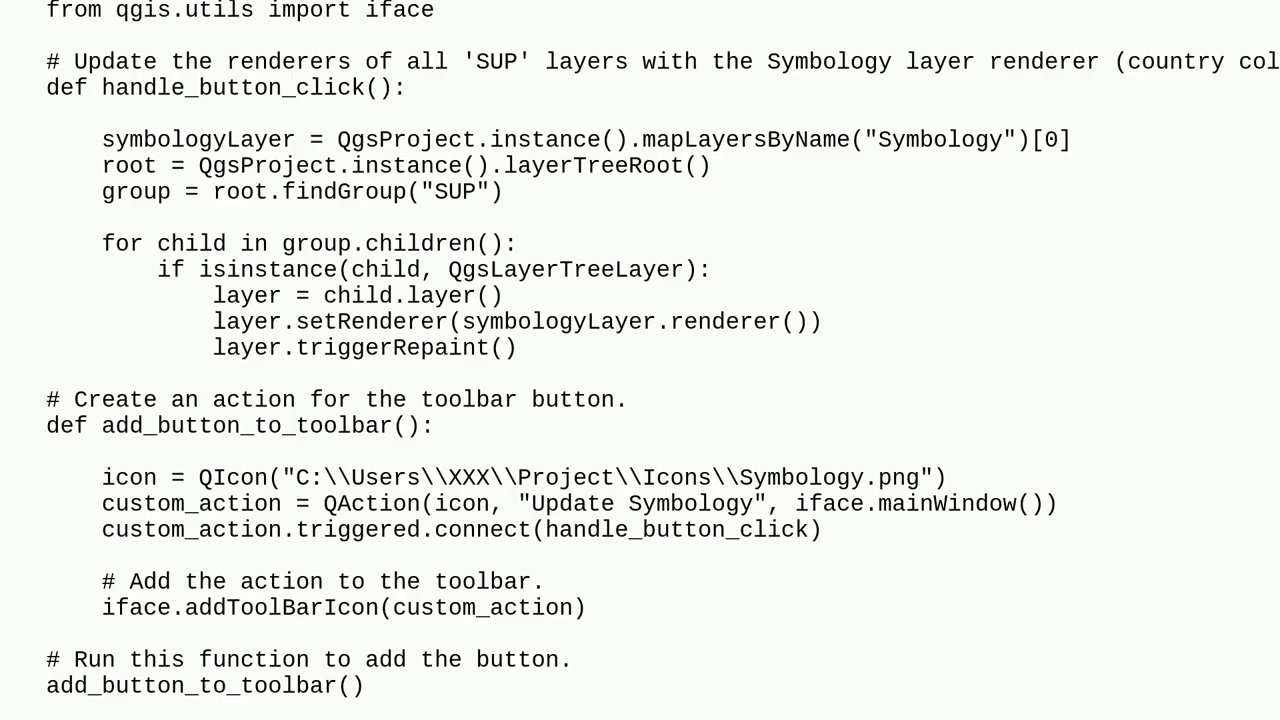 from qgis.utils import iface
# Update the renderers of all 'SUP' layers with the Symbology layer renderer (country col
def handle_button_click():
symbologyLayer = QgsProject.instance().mapLayersByName("Symbology")[0]
root = QgsProject.instance().layerTreeRoot()
group = root.findGroup("SUP")
for child in group.children():
if isinstance(child, QgsLayerTreeLayer):
layer = child.layer()
layer.setRenderer(symbologyLayer.renderer())
layer.triggerRepaint()
# Create an action for the toolbar button.
def add_button_to_toolbar():
icon = QIcon("C:\\Users\\XXX\\Project\\Icons\\Symbology.png")
custom_action = QAction(icon, "Update Symbology", iface.mainWindow())
custom_action.triggered.connect(handle_button_click)
# Add the action to the toolbar.
iface.addToolBarIcon(custom_action)
# Run this function to add the button.
add_button_to_toolbar()